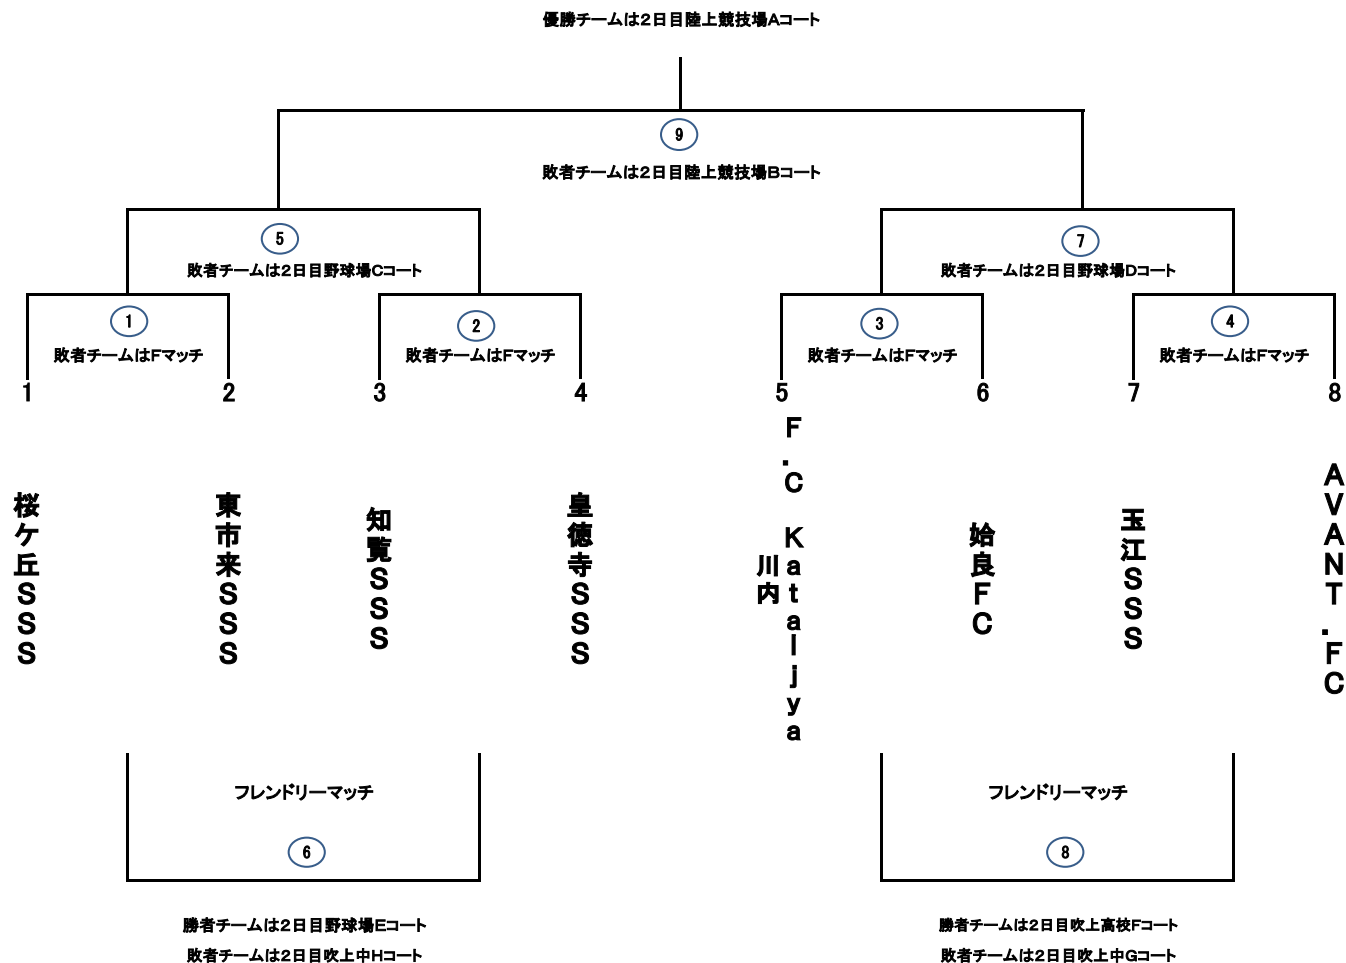 優勝チームは２日目陸上競技場Aコート
9
敗者チームは２日目陸上競技場Bコート
5
敗者チームは２日目野球場Cコート
7
敗者チームは２日目野球場Dコート
1
敗者チームはFマッチ
2
敗者チームはFマッチ
3
敗者チームはFマッチ
4
敗者チームはFマッチ
1
2
3
4
5
6
7
8
桜ケ丘ＳＳＳ
東市来ＳＳＳ
知覧ＳＳＳ
皇徳寺ＳＳＳ
Ｆ．Ｃ　Ｋａｔａｌｊｙａ
川内
姶良ＦＣ
玉江ＳＳＳ
ＡＶＡＮＴ．ＦＣ
フレンドリーマッチ
6
勝者チームは２日目野球場Eコート
敗者チームは２日目吹上中Hコート
フレンドリーマッチ
8
勝者チームは２日目吹上高校Fコート
敗者チームは２日目吹上中Gコート